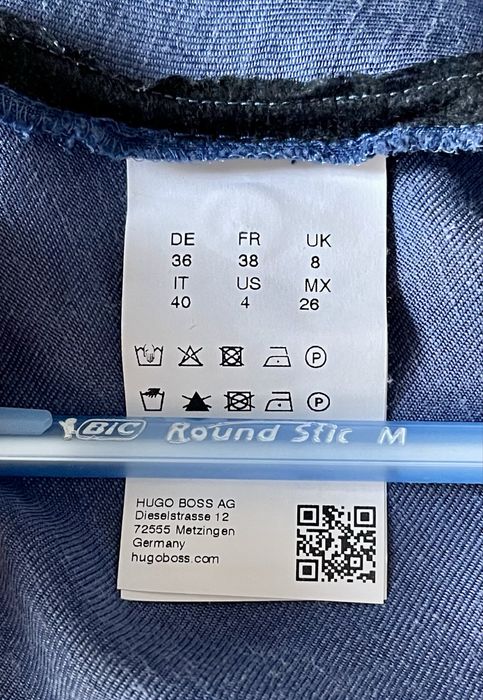 DE FR UK
36 38 8
IT US MX
40 4 26
P
P
BIC Round Stic M
HUGO BOSS AG
Dieselstrasse 12
72555 Metzingen
Germany
hugoboss.com